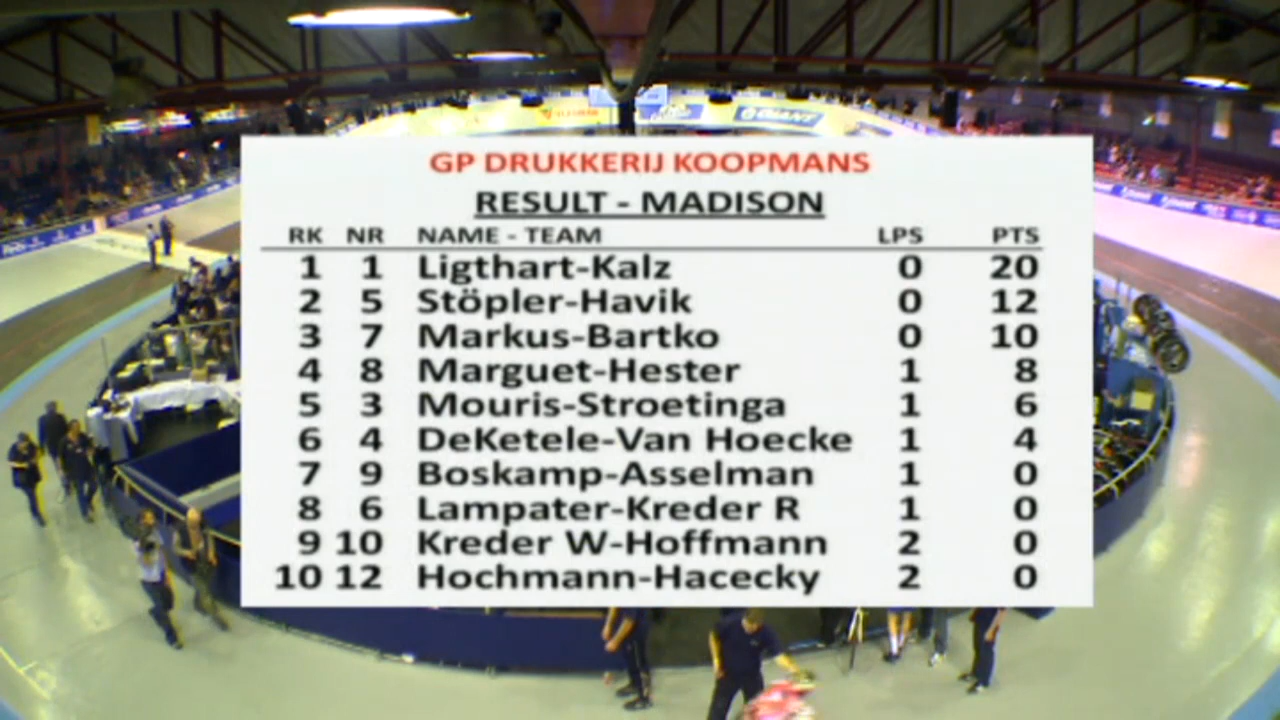 GIANT
GP DRUKKERIJ KOOPMANS
RESULT - MADISON
RK NR NAME - TEAM LPS PTS
1 1 Ligthart-Kalz 0 20
2 5 Stöpler-Havik 0 12
3 7 Markus-Bartko 0 10
4 8 Marguet-Hester 1 8
5 3 Mouris-Stroetinga 1 6
6 4 DeKetele-Van Hoecke 1 4
7 9 Boskamp-Asselman 1 0
8 6 Lampater-Kreder R 1 0
9 10 Kreder W-Hoffmann 2 0
10 12 Hochmann-Hacecky 2 0